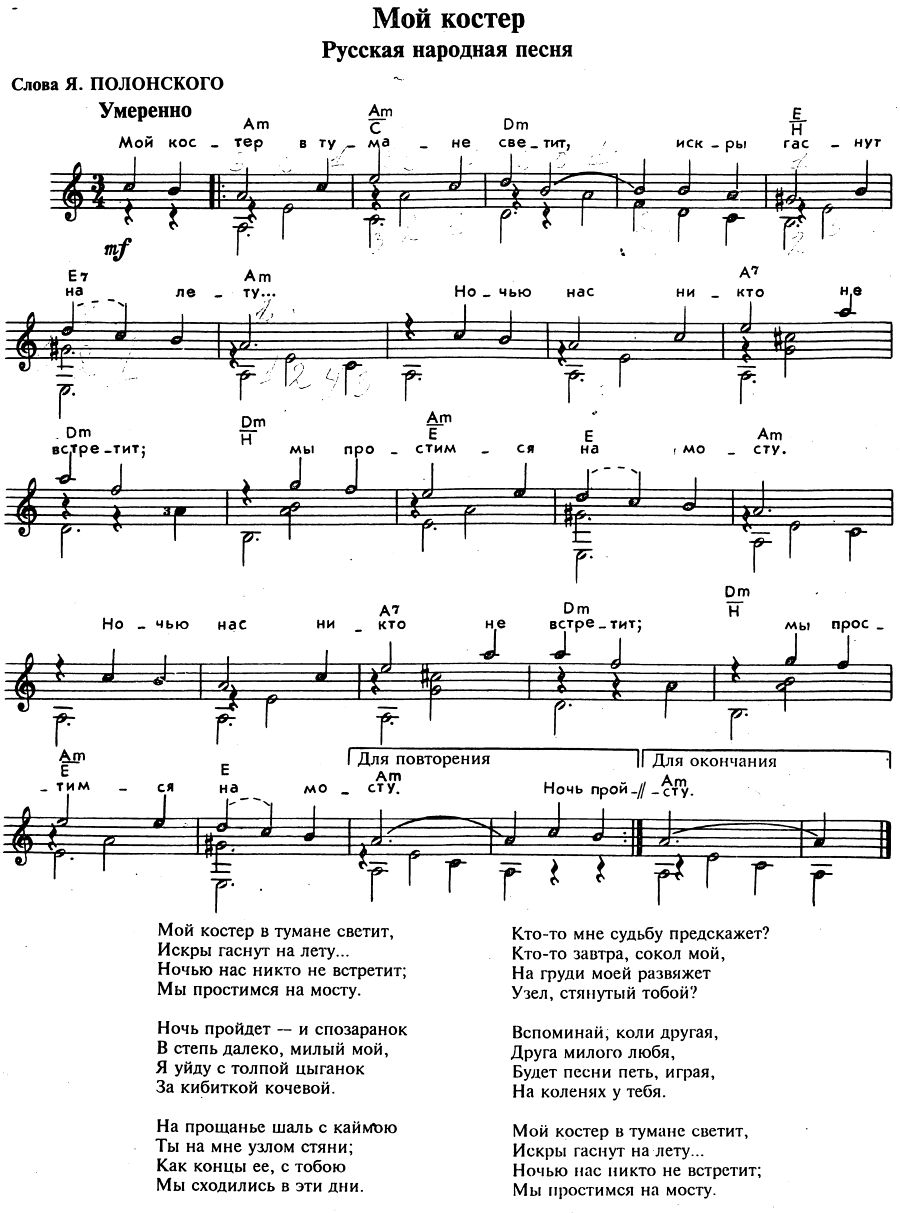 Мой костер
Русская народная песня
Слова Я. ПОЛОНСКОГО
Умеренно
Am Am/C Dm E/H
Мой кос - тер в ту - ма - не све - тит, иск - ры гас - нут
3/4
mf
E7 Am A7
на ле - ту... Но - чью нас ни - кто не
Dm Dm/H Am/E E Am
встре - тит; мы про - стим - ся на мо - сту.
3
A7 Dm Dm/H
Но - чью нас ни - кто не встре - тит; мы прос -
Для повторения Для окончания
Am/E E Am Am
- тим - ся на мо - сту. Ночь прой - // - сту.
Мой костер в тумане светит,
Искры гаснут на лету...
Ночью нас никто не встретит;
Мы простимся на мосту.
Ночь пройдет — и спозаранок
В степь далеко, милый мой,
Я уйду с толпой цыганок
За кибиткой кочевой.
На прощанье шаль с каймою
Ты на мне узлом стяни;
Как концы ее, с тобою
Мы сходились в эти дни.
Кто-то мне судьбу предскажет?
Кто-то завтра, сокол мой,
На груди моей развяжет
Узел, стянутый тобой?
Вспоминай, коли другая,
Друга милого любя,
Будет песни петь, играя,
На коленях у тебя.
Мой костер в тумане светит,
Искры гаснут на лету...
Ночью нас никто не встретит;
Мы простимся на мосту.